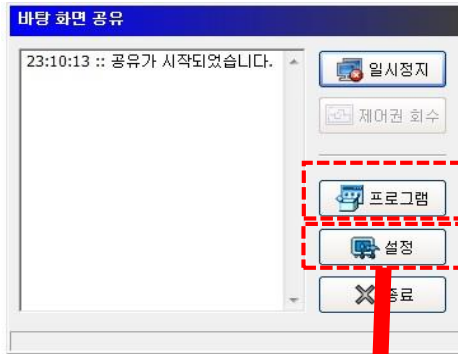 바탕 화면 공유
23:10:13 :: 공유가 시작되었습니다.
일시정지
제어권 회수
프로그램
설정
종료